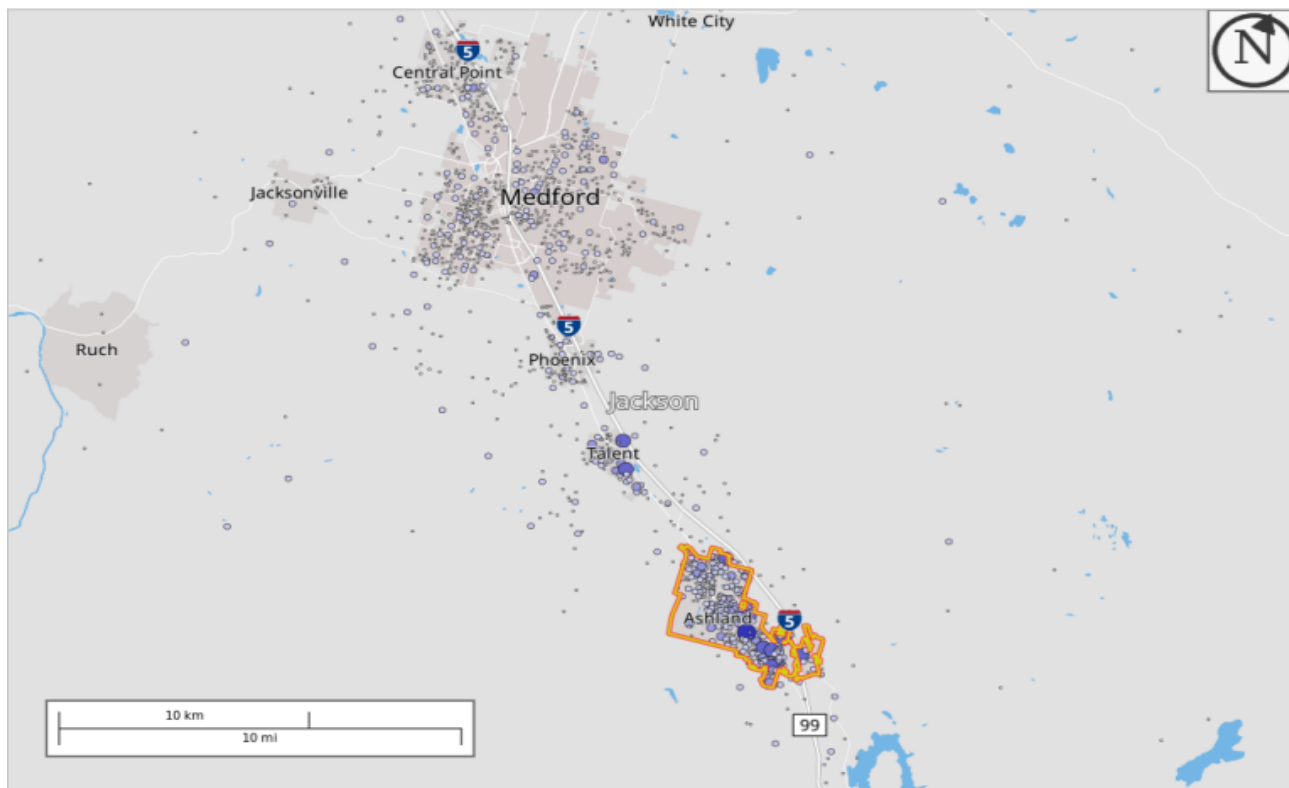 White City
N
5
Central Point
Jacksonville
Medford
5
Ruch
Phoenix
Jackson
Talent
Ashland
5
10 km
10 mi
99